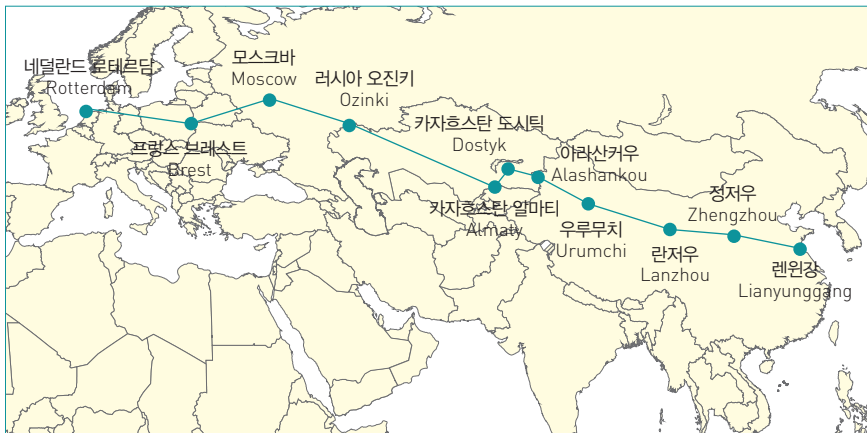 네덜란드 로테르담
Rotterdam
프랑스 브레스트
Brest
모스크바
Moscow
러시아 오진키
Ozinki
카자흐스탄 도시틱
Dostyk
카자흐스탄 알마티
Almaty
아라산커우
Alashankou
우루무치
Urumchi
란저우
Lanzhou
정저우
Zhengzhou
렌윈강
Lianyunggang